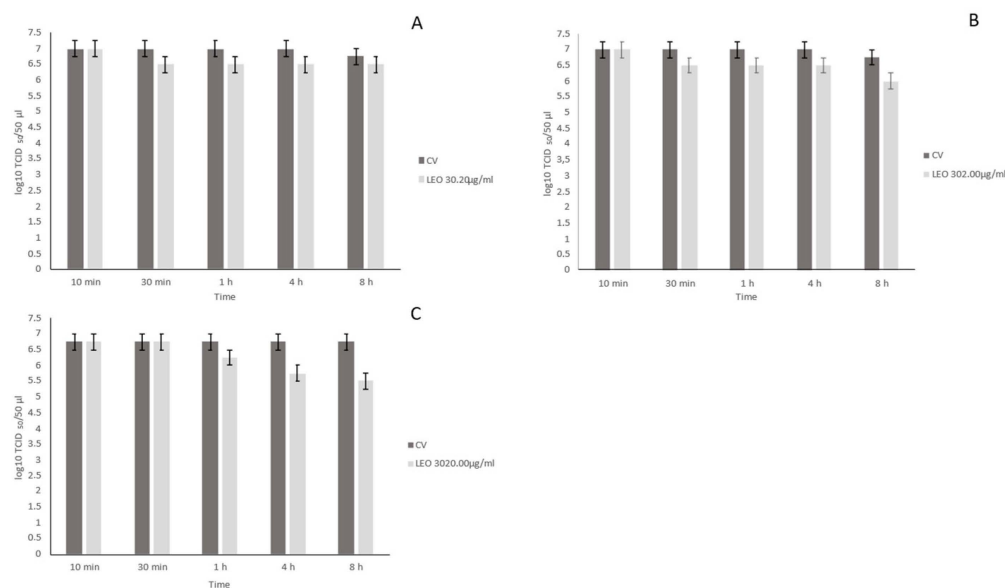 A
7.5
7
6.5
6
5.5
5
4.5
4
3.5
3
2.5
2
1.5
1
0.5
0
log10 TCID 50/50 µl
10 min 30 min 1 h 4 h 8 h
Time
CV
LEO 30.20µg/ml
B
7.5
7
6.5
6
5.5
5
4.5
4
3,5
3
2.5
2
1.5
1
0.5
0
log10 TCID 50/50 µl
10 min 30 min 1 h 4 h 8 h
Time
CV
LEO 302.00µg/ml
C
7.5
7
6.5
6
5.5
5
4.5
4
3.5
3
2.5
2
1.5
1
0.5
0
log10 TCID 50/50 µl
10 min 30 min 1 h 4 h 8 h
Time
CV
LEO 3020.00µg/ml